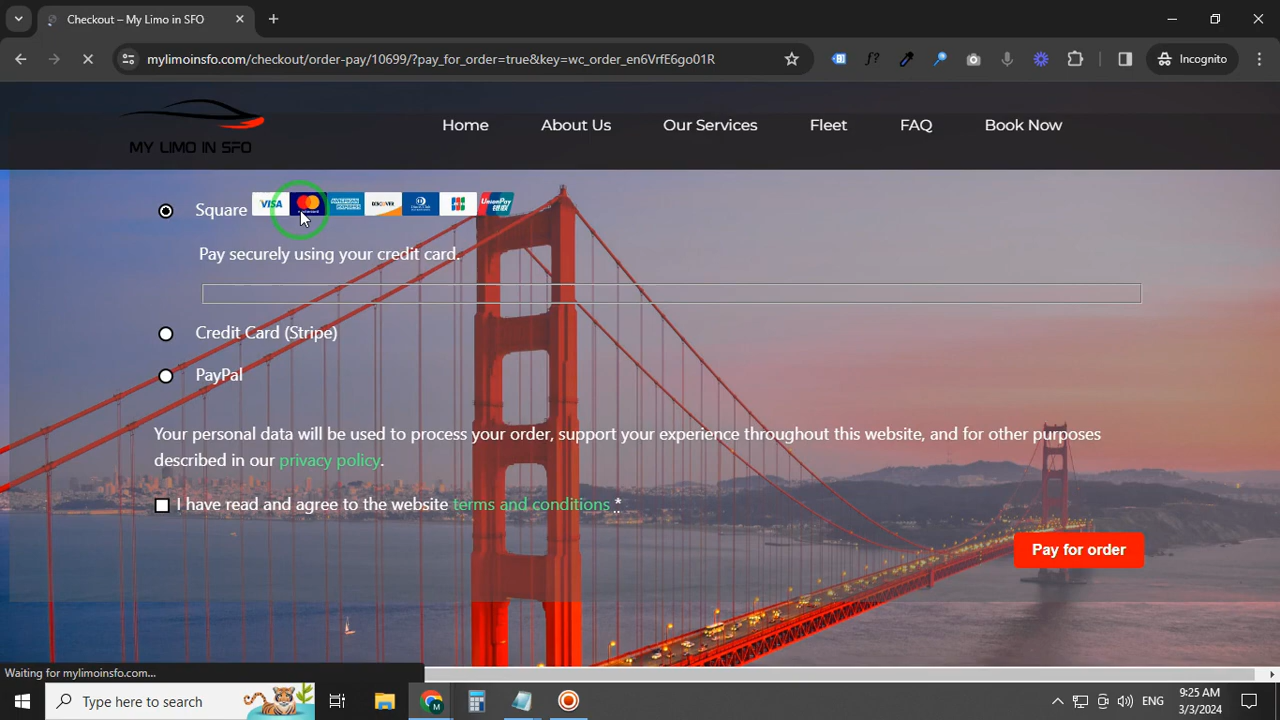 Checkout – My Limo in SFO
mylimoinsfo.com/checkout/order-pay/10699/?pay_for_order=true&key=wc_order_en6VrfE6go01R
f?
Incognito
MY LIMO IN SFO
Home
About Us
Our Services
Fleet
FAQ
Book Now
Square
VISA
DISCOVER
JCB
UnionPay
Pay securely using your credit card.
Credit Card (Stripe)
PayPal
Your personal data will be used to process your order, support your experience throughout this website, and for other purposes
described in our privacy policy.
I have read and agree to the website terms and conditions *
Pay for order
Waiting for mylimoinsfo.com...
Type here to search
ENG
9:25 AM
3/3/2024